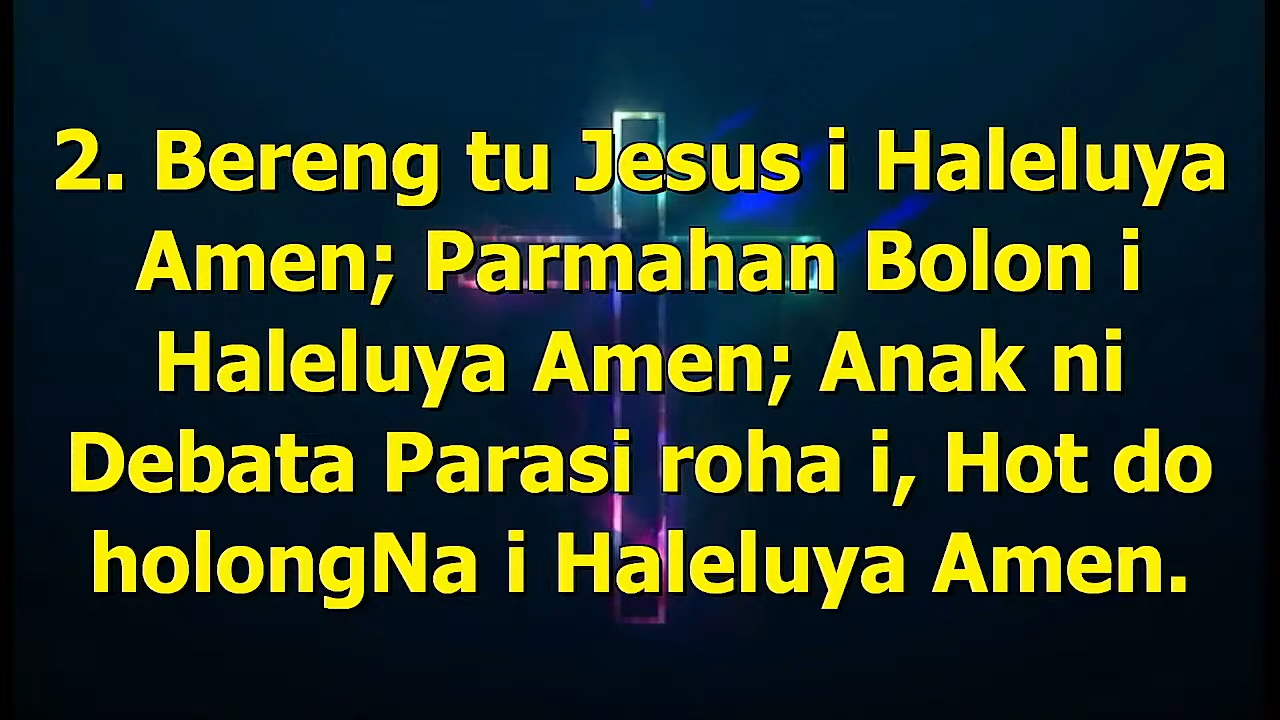 2. Bereng tu Jesus i Haleluya
Amen; Parmahan Bolon i
Haleluya Amen; Anak ni
Debata Parasi roha i, Hot do
holongNa i Haleluya Amen.